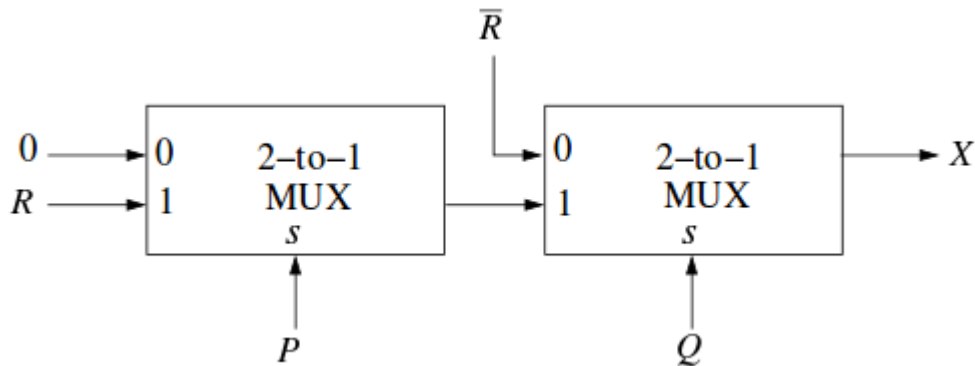 R̅
0 0 2–to–1 0 2–to–1 X
R 1 MUX 1 MUX
s s
P Q